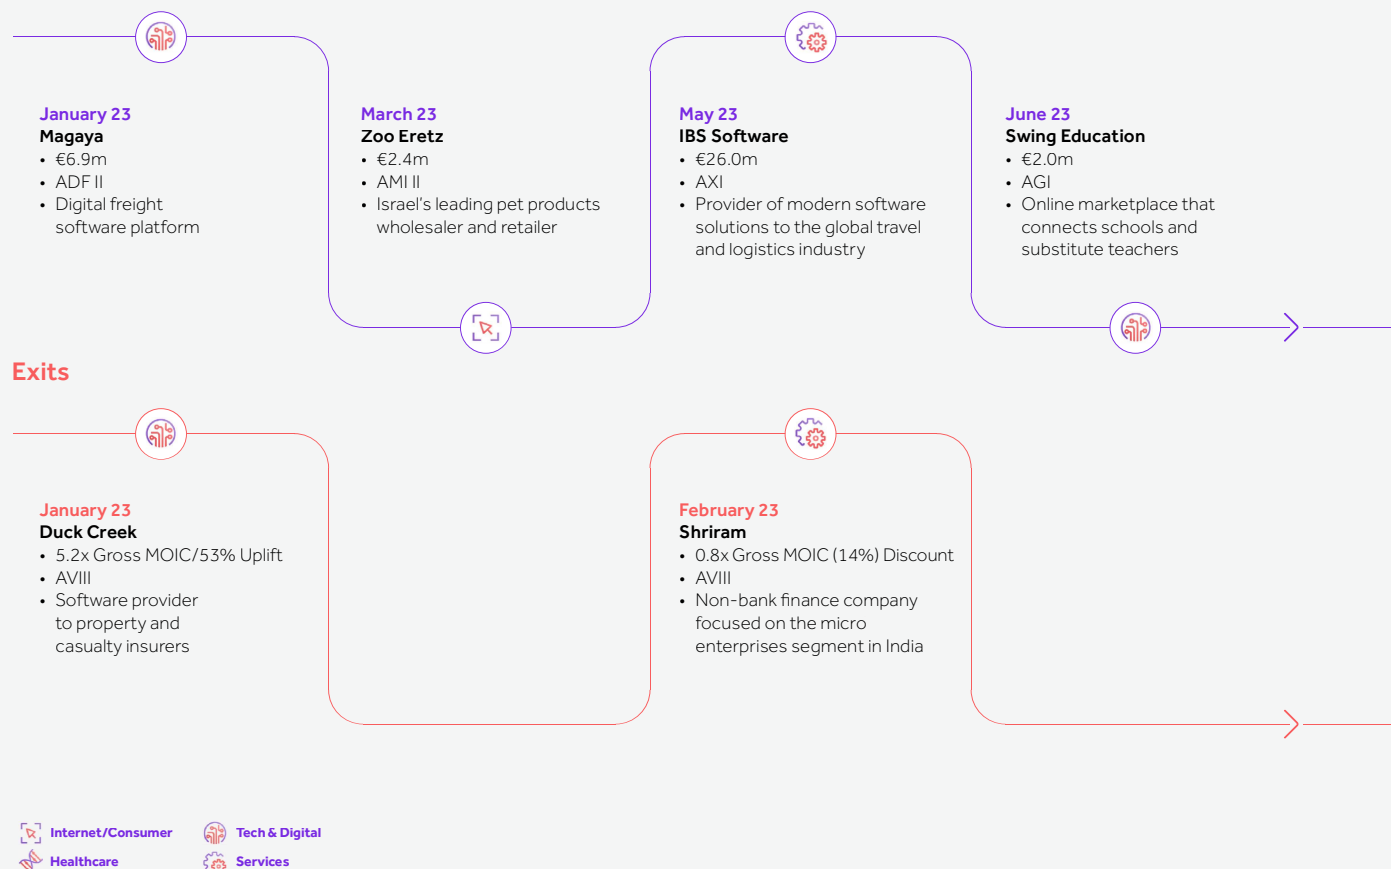 January 23
Magaya
• €6.9m
• ADF II
• Digital freight
software platform
March 23
Zoo Eretz
• €2.4m
• AMI II
• Israel's leading pet products
wholesaler and retailer
May 23
IBS Software
• €26.0m
• AXI
• Provider of modern software
solutions to the global travel
and logistics industry
June 23
Swing Education
• €2.0m
• AGI
• Online marketplace that
connects schools and
substitute teachers
Exits
January 23
Duck Creek
• 5.2x Gross MOIC/53% Uplift
• AVIII
• Software provider
to property and
casualty insurers
February 23
Shriram
• 0.8x Gross MOIC (14%) Discount
• AVIII
• Non-bank finance company
focused on the micro
enterprises segment in India
Internet/Consumer
Tech & Digital
Healthcare
Services